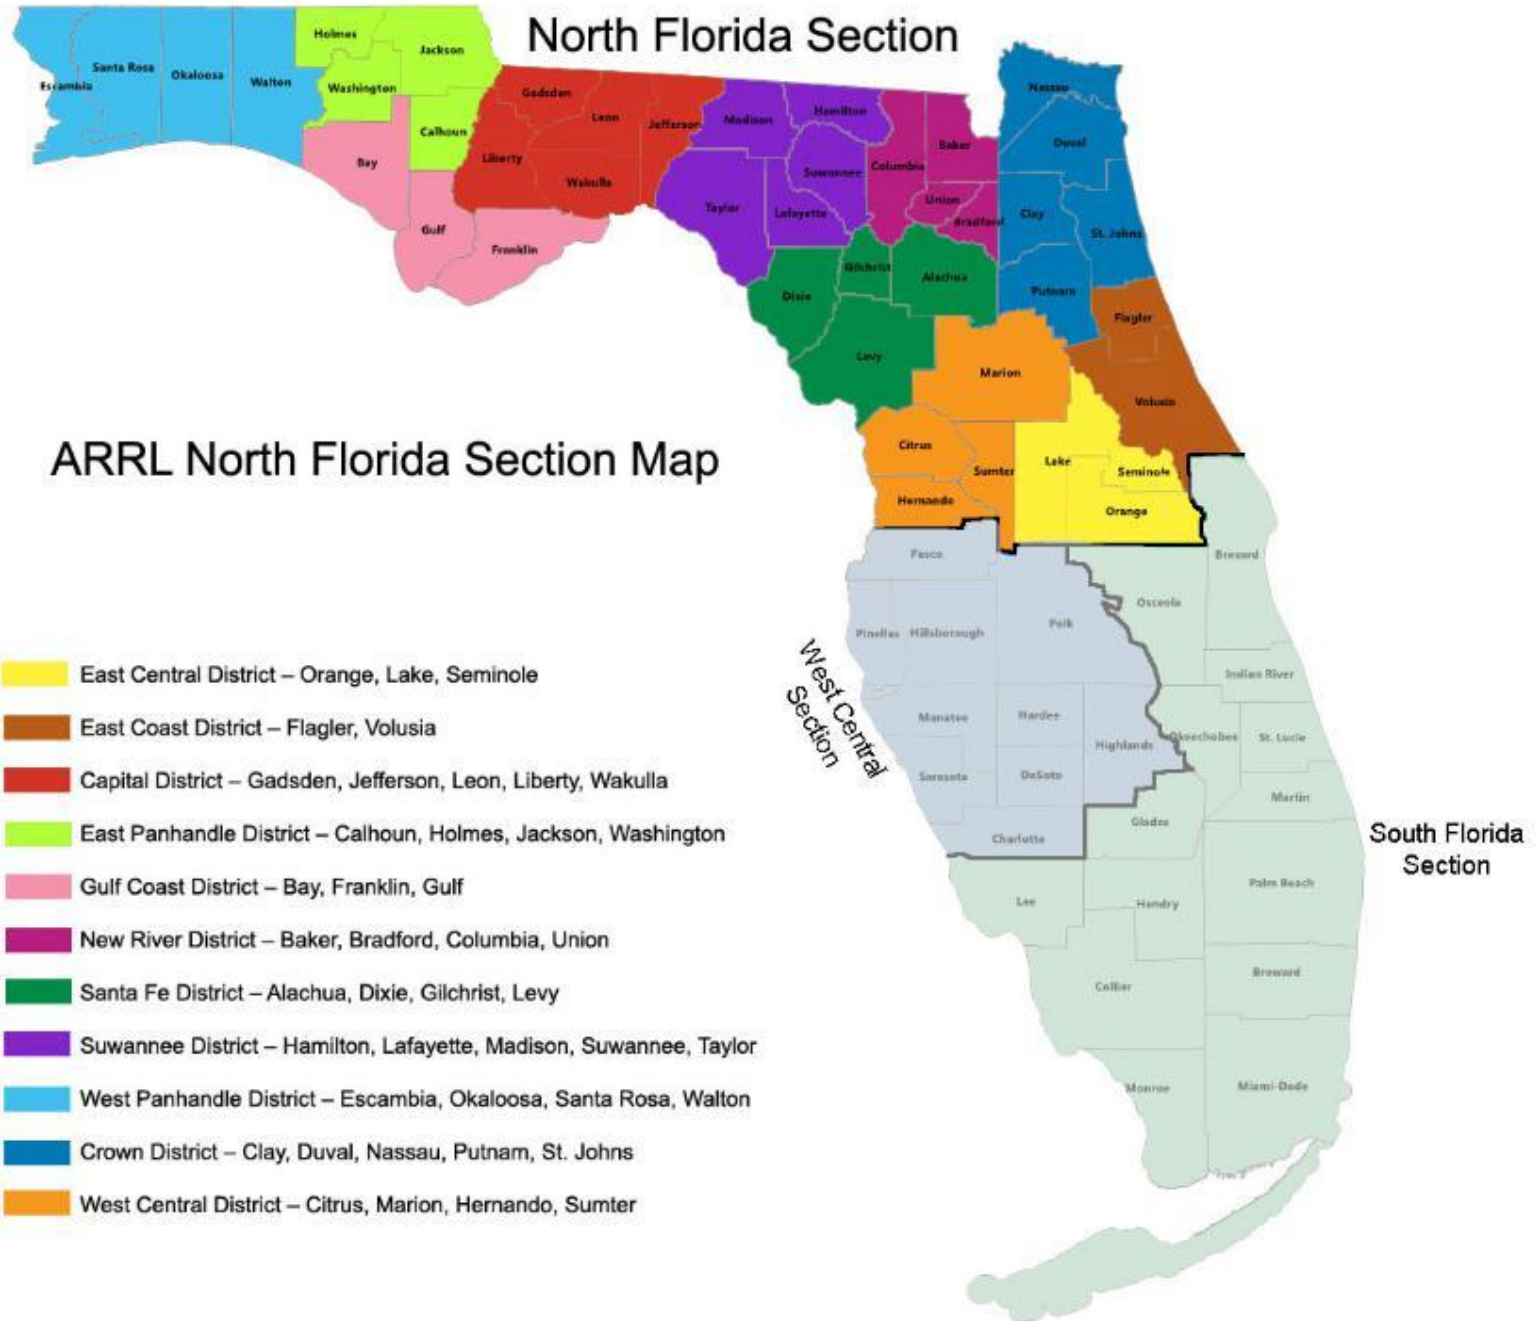 North Florida Section
Holmes
Jackson
Santa Rosa
Okaloosa
Walton
Escambia
Washington
Calhoun
Bay
Gulf
Franklin
Gadsden
Leon
Jefferson
Liberty
Wakulla
Madison
Hamilton
Suwannee
Taylor
Lafayette
Columbia
Baker
Union
Bradford
Nassau
Duval
Clay
St. Johns
Putnam
Gilchrist
Alachua
Dixie
Levy
Flagler
Volusia
Marion
Citrus
Sumter
Hernando
Lake
Seminole
Orange
ARRL North Florida Section Map
Pasco
Brevard
Osceola
Polk
Pinellas
Hillsborough
Indian River
Manatee
Hardee
Highlands
Okeechobee
St. Lucie
Sarasota
DeSoto
Martin
Charlotte
Glades
Lee
Hendry
Palm Beach
Broward
Collier
Monroe
Miami-Dade
West Central
Section
South Florida
Section
East Central District – Orange, Lake, Seminole
East Coast District – Flagler, Volusia
Capital District – Gadsden, Jefferson, Leon, Liberty, Wakulla
East Panhandle District – Calhoun, Holmes, Jackson, Washington
Gulf Coast District – Bay, Franklin, Gulf
New River District – Baker, Bradford, Columbia, Union
Santa Fe District – Alachua, Dixie, Gilchrist, Levy
Suwannee District – Hamilton, Lafayette, Madison, Suwannee, Taylor
West Panhandle District – Escambia, Okaloosa, Santa Rosa, Walton
Crown District – Clay, Duval, Nassau, Putnam, St. Johns
West Central District – Citrus, Marion, Hernando, Sumter